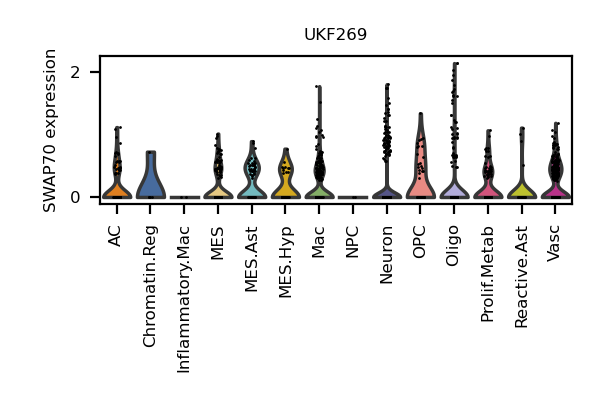 UKF269
SWAP70 expression
2
0
AC
Chromatin.Reg
Inflammatory.Mac
MES
MES.Ast
MES.Hyp
Mac
NPC
Neuron
OPC
Oligo
Prolif.Metab
Reactive.Ast
Vasc